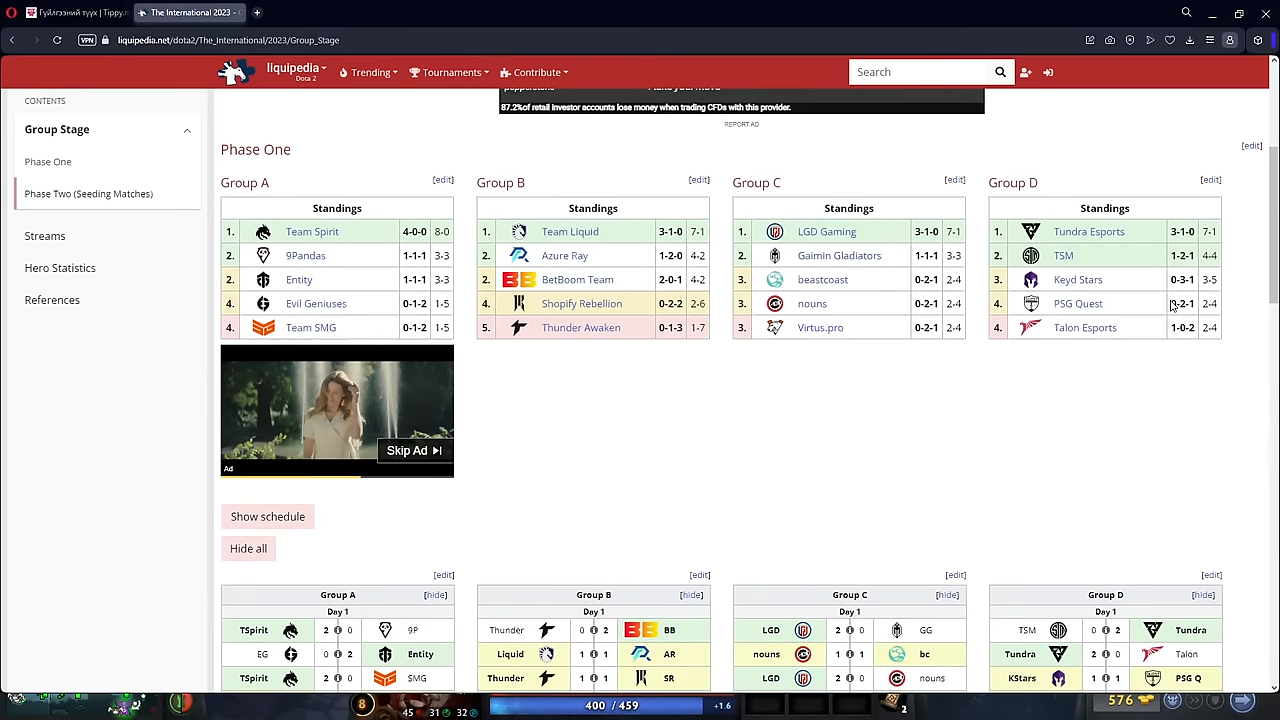 Гүйлгээний түүх | Tippy.
The International 2023 -
liquipedia.net/dota2/The_International/2023/Group_Stage
VPN
liquipedia
Dota 2
Trending
Tournaments
Contribute
Search
CONTENTS
Group Stage
Phase One
Phase Two (Seeding Matches)
Streams
Hero Statistics
References
87.2%of retail investor accounts lose money when trading CFDs with this provider.
REPORT AD
Phase One
[edit]
Group A [edit]
Standings
1. Team Spirit 4-0-0 8-0
2. 9Pandas 1-1-1 3-3
2. Entity 1-1-1 3-3
4. Evil Geniuses 0-1-2 1-5
4. Team SMG 0-1-2 1-5
Group B [edit]
Standings
1. Team Liquid 3-1-0 7-1
2. Azure Ray 1-2-0 4-2
2. BetBoom Team 2-0-1 4-2
4. Shopify Rebellion 0-2-2 2-6
5. Thunder Awaken 0-1-3 1-7
Group C [edit]
Standings
1. LGD Gaming 3-1-0 7-1
2. Gaimin Gladiators 1-1-1 3-3
3. beastcoast 0-2-1 2-4
3. nouns 0-2-1 2-4
3. Virtus.pro 0-2-1 2-4
Group D [edit]
Standings
1. Tundra Esports 3-1-0 7-1
2. TSM 1-2-1 4-4
3. Keyd Stars 0-3-1 3-5
4. PSG Quest -2-1 2-4
4. Talon Esports 1-0-2 2-4
Skip Ad
Ad
Show schedule
Hide all
[edit]
Group A [hide]
Day 1
TSpirit 2 0 9P
EG 0 2 Entity
TSpirit 2 0 SMG
[edit]
Group B [hide]
Day 1
Thunder 0 2 BB
Liquid 1 1 AR
Thunder 1 1 SR
[edit]
Group C [hide]
Day 1
LGD 2 0 GG
nouns 1 1 bc
LGD 2 0 nouns
[edit]
Group D [hide]
Day 1
TSM 0 2 Tundra
Tundra 2 0 Talon
KStars 1 1 PSG Q
8
45 31 32
400 / 459
+1.6
2
576